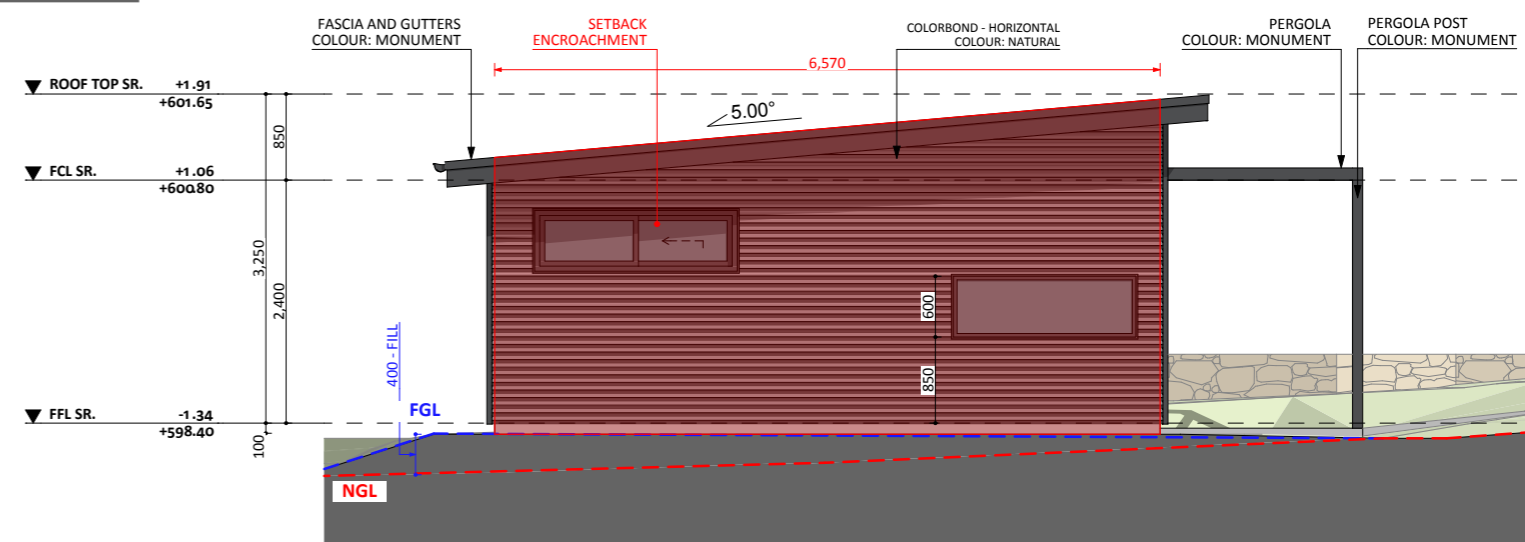 FASCIA AND GUTTERS
COLOUR: MONUMENT
SETBACK
ENCROACHMENT
COLORBOND - HORIZONTAL
COLOUR: NATURAL
PERGOLA
COLOUR: MONUMENT
PERGOLA POST
COLOUR: MONUMENT
6,570
ROOF TOP SR. +1.91
+601.65
5.00°
850
FCL SR. +1.06
+600.80
3,250
2,400
600
850
400 - FILL
FGL
FFL SR. -1.34
+598.40
100
NGL